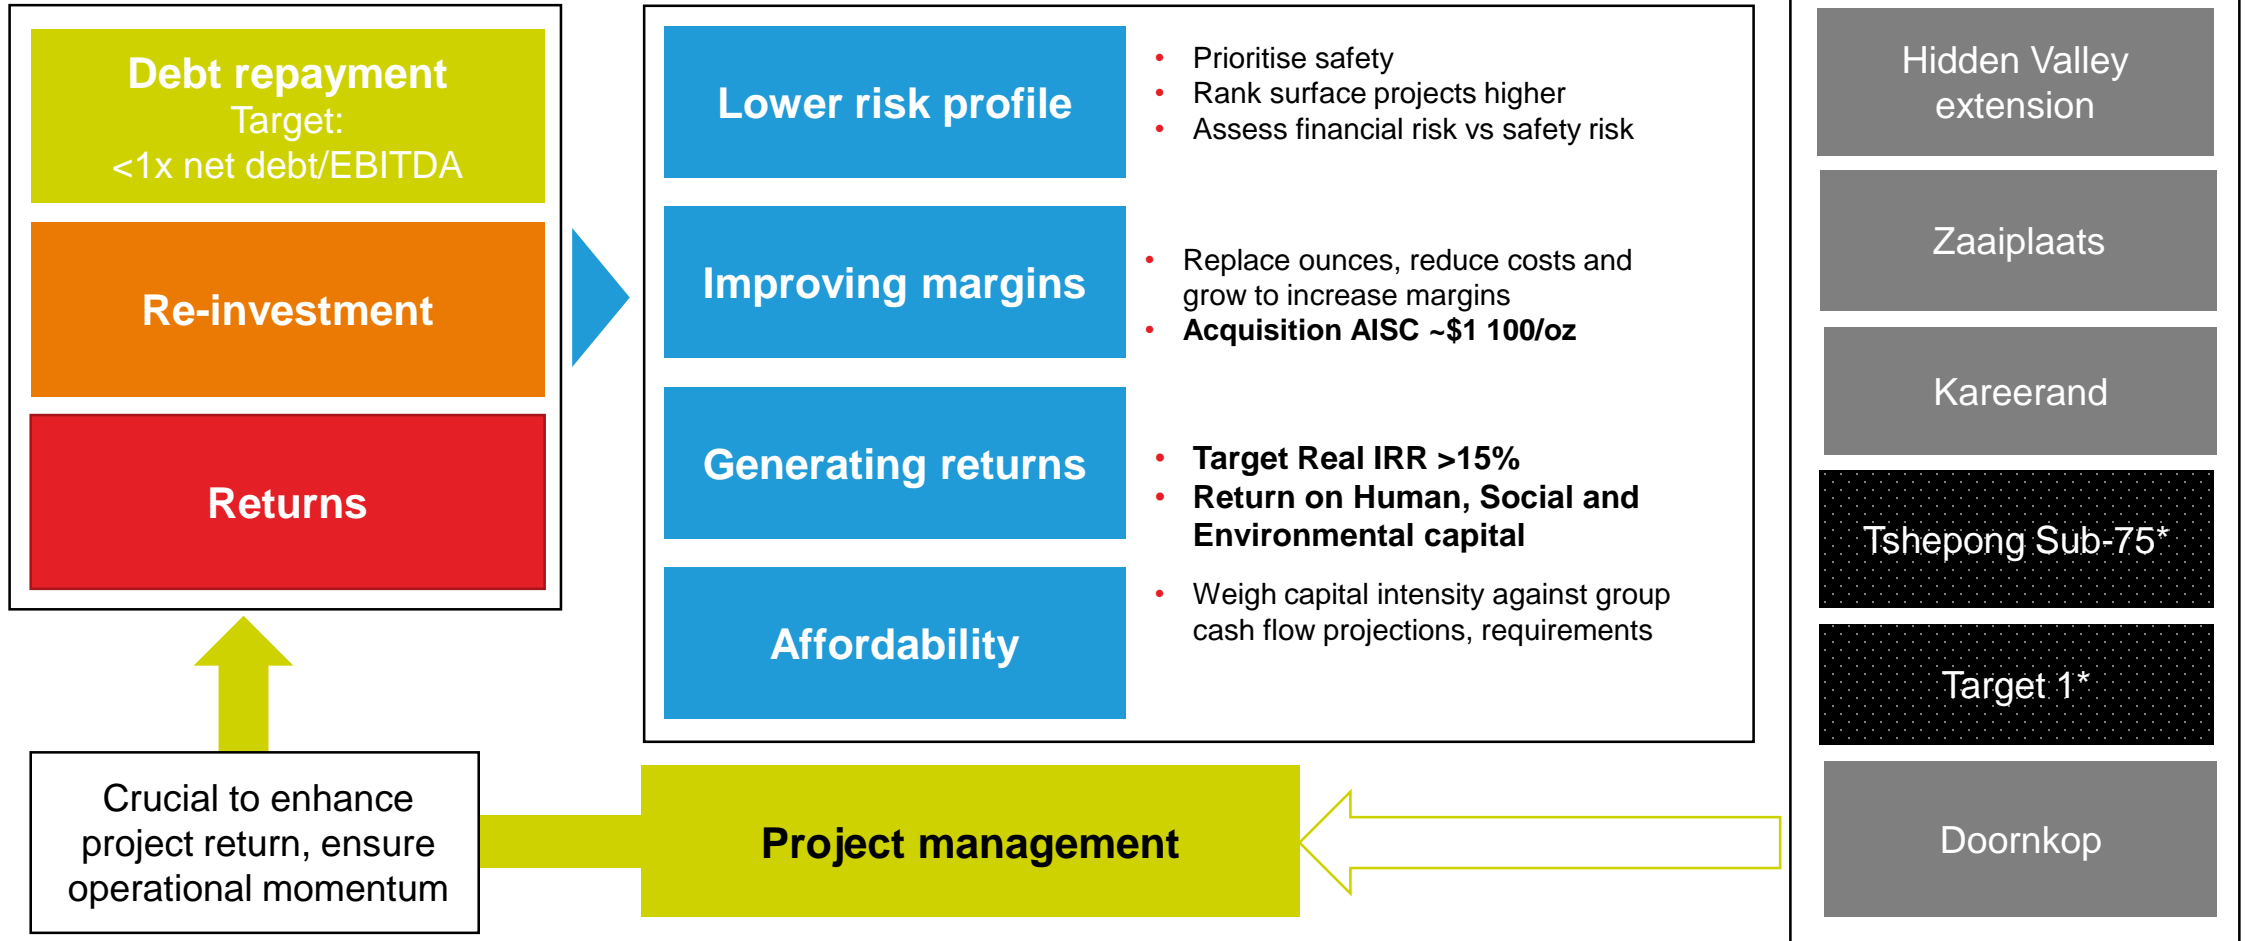 Debt repayment
Target:
<1x net debt/EBITDA
Re-investment
Returns
Crucial to enhance
project return, ensure
operational momentum
Lower risk profile
• Prioritise safety
• Rank surface projects higher
• Assess financial risk vs safety risk
Improving margins
• Replace ounces, reduce costs and
grow to increase margins
• Acquisition AISC ~$1 100/oz
Generating returns
• Target Real IRR >15%
• Return on Human, Social and
Environmental capital
Affordability
• Weigh capital intensity against group
cash flow projections, requirements
Project management
Hidden Valley
extension
Zaaiplaats
Kareerand
Tshepong Sub-75*
Target 1*
Doornkop